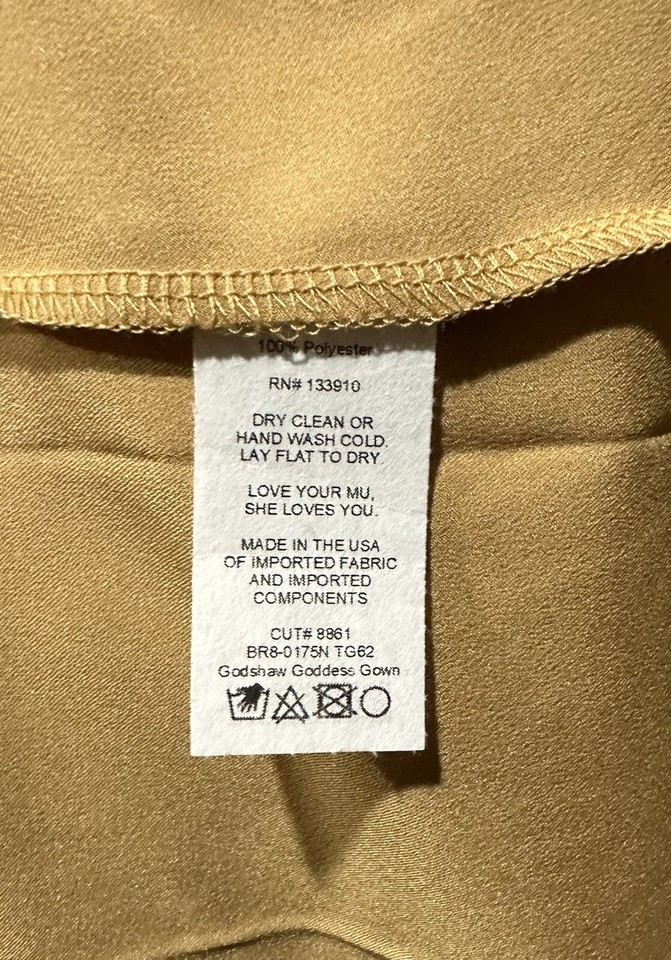 100% Polyester
RN# 133910
DRY CLEAN OR
HAND WASH COLD.
LAY FLAT TO DRY.
LOVE YOUR MU,
SHE LOVES YOU.
MADE IN THE USA
OF IMPORTED FABRIC
AND IMPORTED
COMPONENTS
CUT# 8861
BR8-0175N TG62
Godshaw Goddess Gown